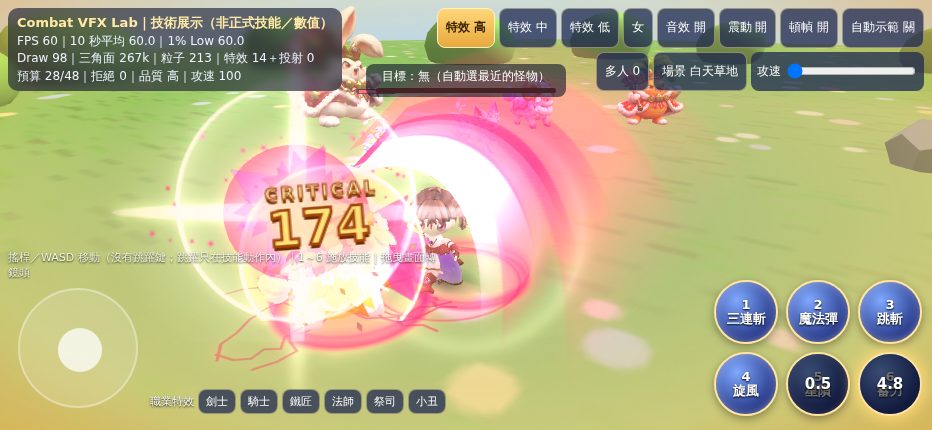 Combat VFX Lab｜技術展示（非正式技能／數值）
FPS 60｜10 秒平均 60.0｜1% Low 60.0
Draw 98｜三角面 267k｜粒子 213｜特效 14＋投射 0
預算 28/48｜拒絕 0｜品質 高｜攻速 100
特效 高
特效 中
特效 低
女
音效 開
震動 開
頓幀 開
自動示範 關
多人 0
場景 白天草地
攻速
目標：無（自動選最近的怪物）
CRITICAL
174
搖桿／WASD 移動（沒有跳躍鍵；跳躍只在技能動作內）｜1～6 施放技能｜拖曳畫面轉
鏡頭
1
三連斬
2
魔法彈
3
跳斬
4
旋風
0.5
4.8
蓄力
職業特效
劍士
騎士
鐵匠
法師
祭司
小丑